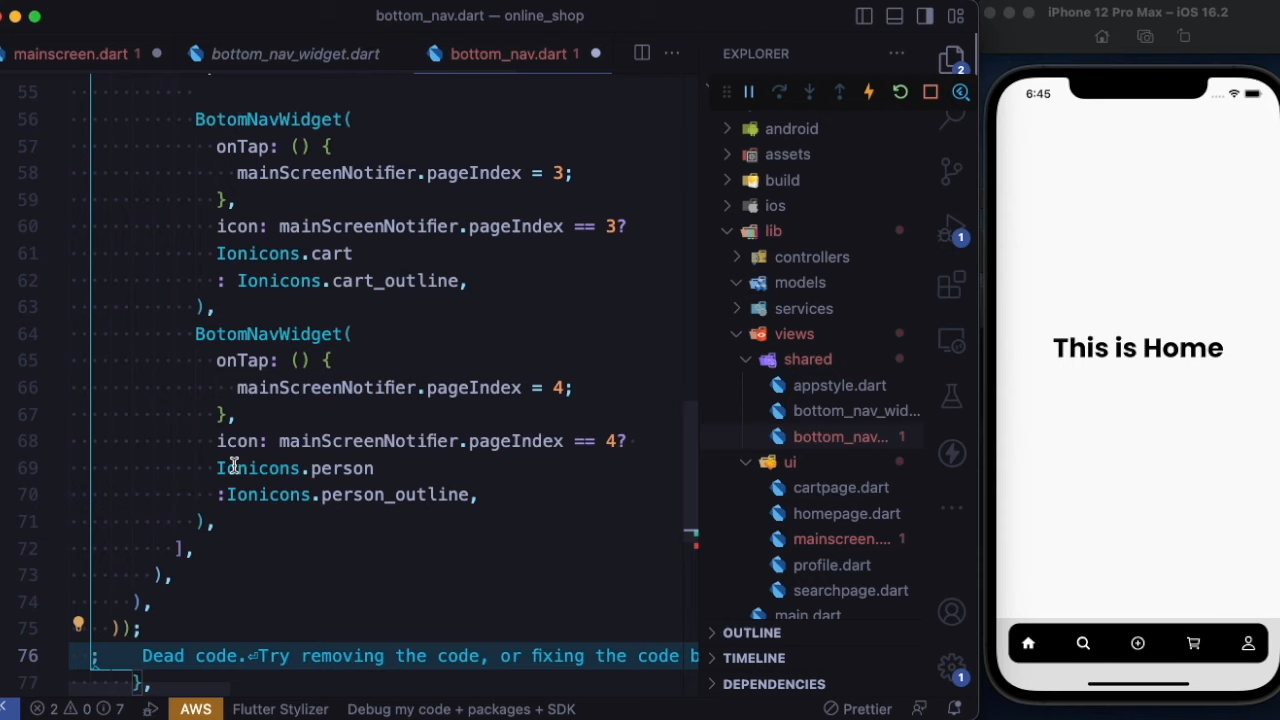 bottom_nav.dart — online_shop
iPhone 12 Pro Max – iOS 16.2
mainscreen.dart 1
bottom_nav_widget.dart
bottom_nav.dart 1
EXPLORER
2
55
56 BotomNavWidget(
57 onTap: () {
58 mainScreenNotifier.pageIndex = 3;
59 },
60 icon: mainScreenNotifier.pageIndex == 3?
61 Ionicons.cart
62 : Ionicons.cart_outline,
63 ),
64 BotomNavWidget(
65 onTap: () {
66 mainScreenNotifier.pageIndex = 4;
67 },
68 icon: mainScreenNotifier.pageIndex == 4?
69 Ionicons.person
70 :Ionicons.person_outline,
71 ),
72 ],
73 ),
74 ),
75 ));
76 ; Dead code.⏎Try removing the code, or fixing the code b
77 },
android
assets
build
ios
lib
controllers
models
services
views
shared
appstyle.dart
bottom_nav_wid...
bottom_nav... 1
ui
cartpage.dart
homepage.dart
mainscreen.... 1
profile.dart
searchpage.dart
main.dart
OUTLINE
TIMELINE
DEPENDENCIES
1
1
6:45
This is Home
2 0 7
AWS
Flutter Stylizer
Debug my code + packages + SDK
Prettier